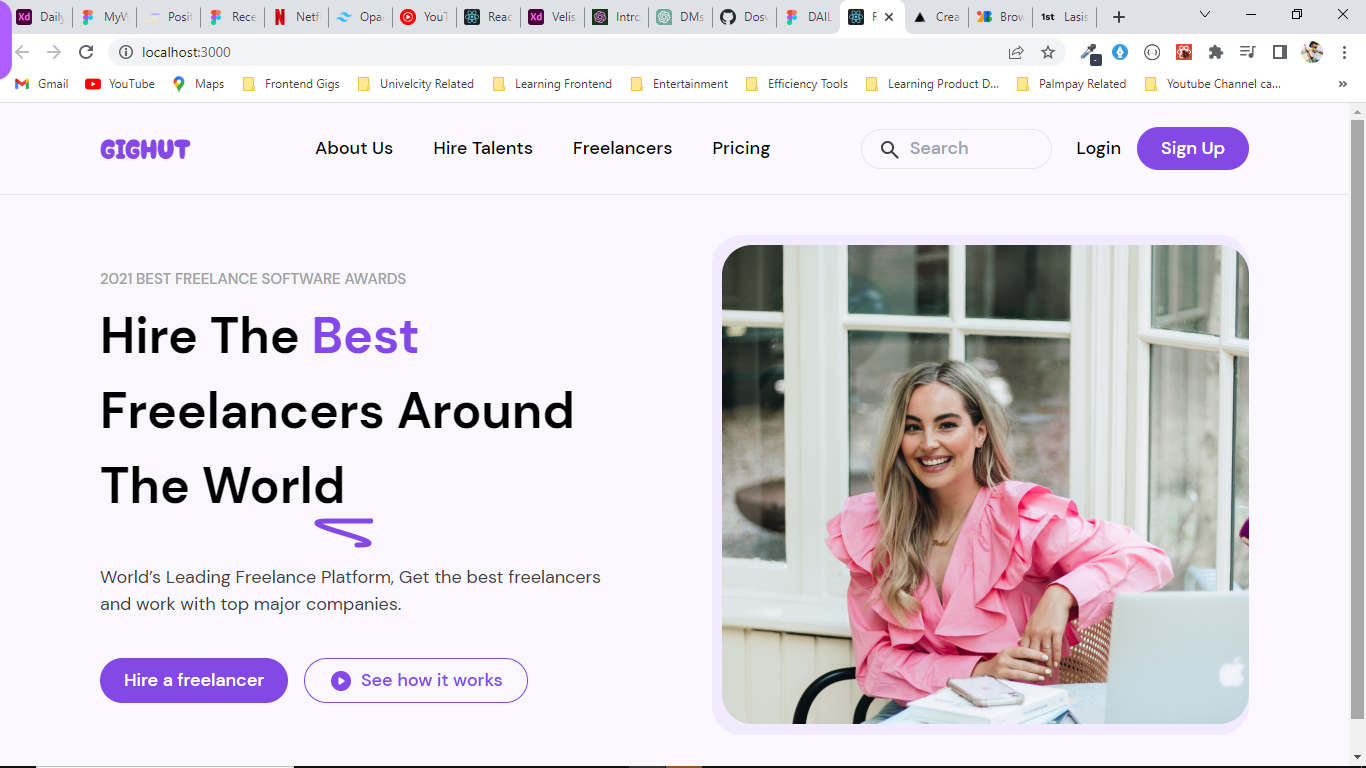 Daily
MyW
Posit
Rece
Netf
Opa
YouT
Reac
Xd
Velis
Intro
DMs
Dosv
DAIL
F
Crea
Brow
1st
Lasis
localhost:3000
Gmail
YouTube
Maps
Frontend Gigs
Univelcity Related
Learning Frontend
Entertainment
Efficiency Tools
Learning Product D...
Palmpay Related
Youtube Channel ca...
»
GIGHUT
About Us
Hire Talents
Freelancers
Pricing
Search
Login
Sign Up
2021 BEST FREELANCE SOFTWARE AWARDS
Hire The Best
Freelancers Around
The World
World’s Leading Freelance Platform, Get the best freelancers
and work with top major companies.
Hire a freelancer
See how it works